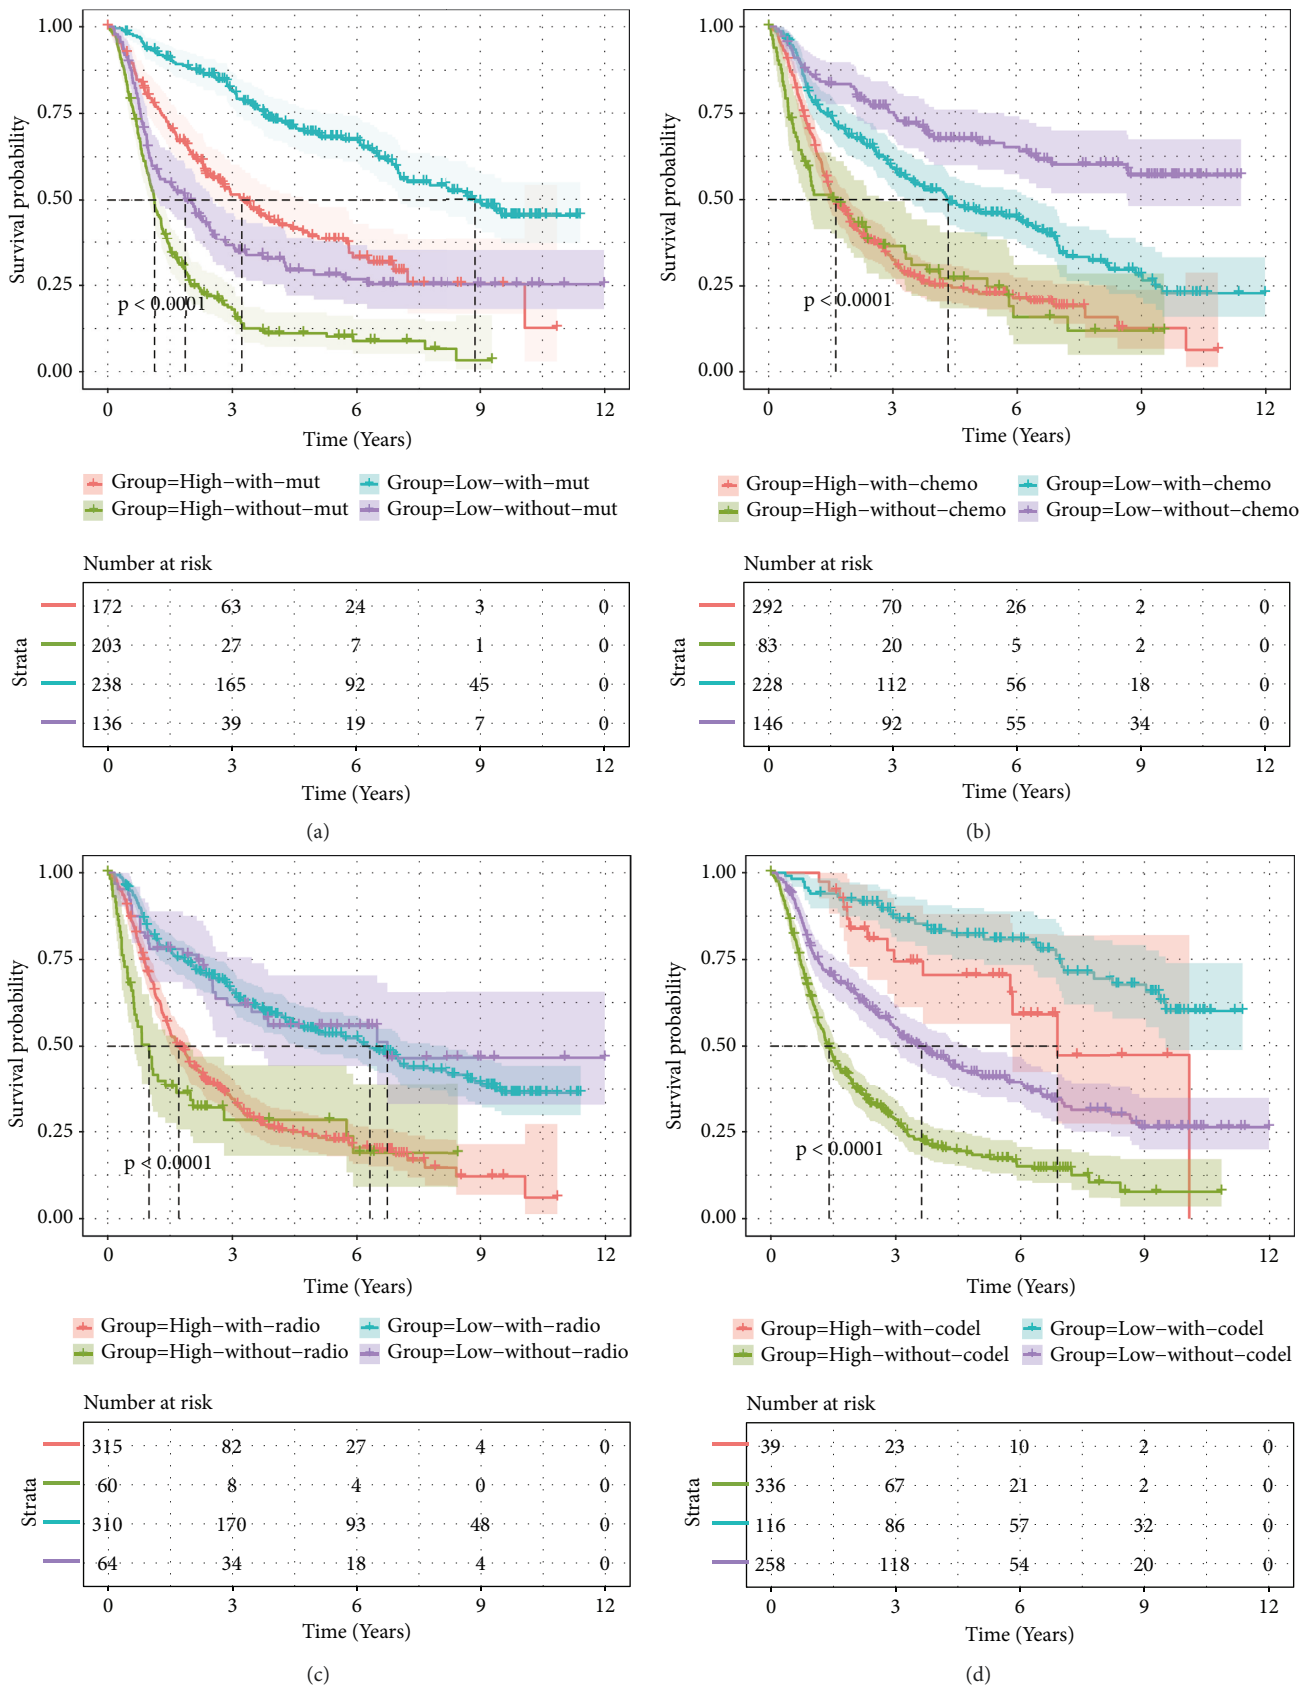 Survival probability
1.00
0.75
0.50
0.25
0.00
p < 0.0001
0 3 6 9 12
Time (Years)
Group=High−with−mut Group=Low−with−mut
Group=High−without−mut Group=Low−without−mut
Number at risk
Strata
172 63 24 3 0
203 27 7 1 0
238 165 92 45 0
136 39 19 7 0
0 3 6 9 12
Time (Years)
(a)
Survival probability
1.00
0.75
0.50
0.25
0.00
p < 0.0001
0 3 6 9 12
Time (Years)
Group=High−with−chemo Group=Low−with−chemo
Group=High−without−chemo Group=Low−without−chemo
Number at risk
Strata
292 70 26 2 0
83 20 5 2 0
228 112 56 18 0
146 92 55 34 0
0 3 6 9 12
Time (Years)
(b)
Survival probability
1.00
0.75
0.50
0.25
0.00
p < 0.0001
0 3 6 9 12
Time (Years)
Group=High−with−radio Group=Low−with−radio
Group=High−without−radio Group=Low−without−radio
Number at risk
Strata
315 82 27 4 0
60 8 4 0 0
310 170 93 48 0
64 34 18 4 0
0 3 6 9 12
Time (Years)
(c)
Survival probability
1.00
0.75
0.50
0.25
0.00
p < 0.0001
0 3 6 9 12
Time (Years)
Group=High−with−codel Group=Low−with−codel
Group=High−without−codel Group=Low−without−codel
Number at risk
Strata
39 23 10 2 0
336 67 21 2 0
116 86 57 32 0
258 118 54 20 0
0 3 6 9 12
Time (Years)
(d)